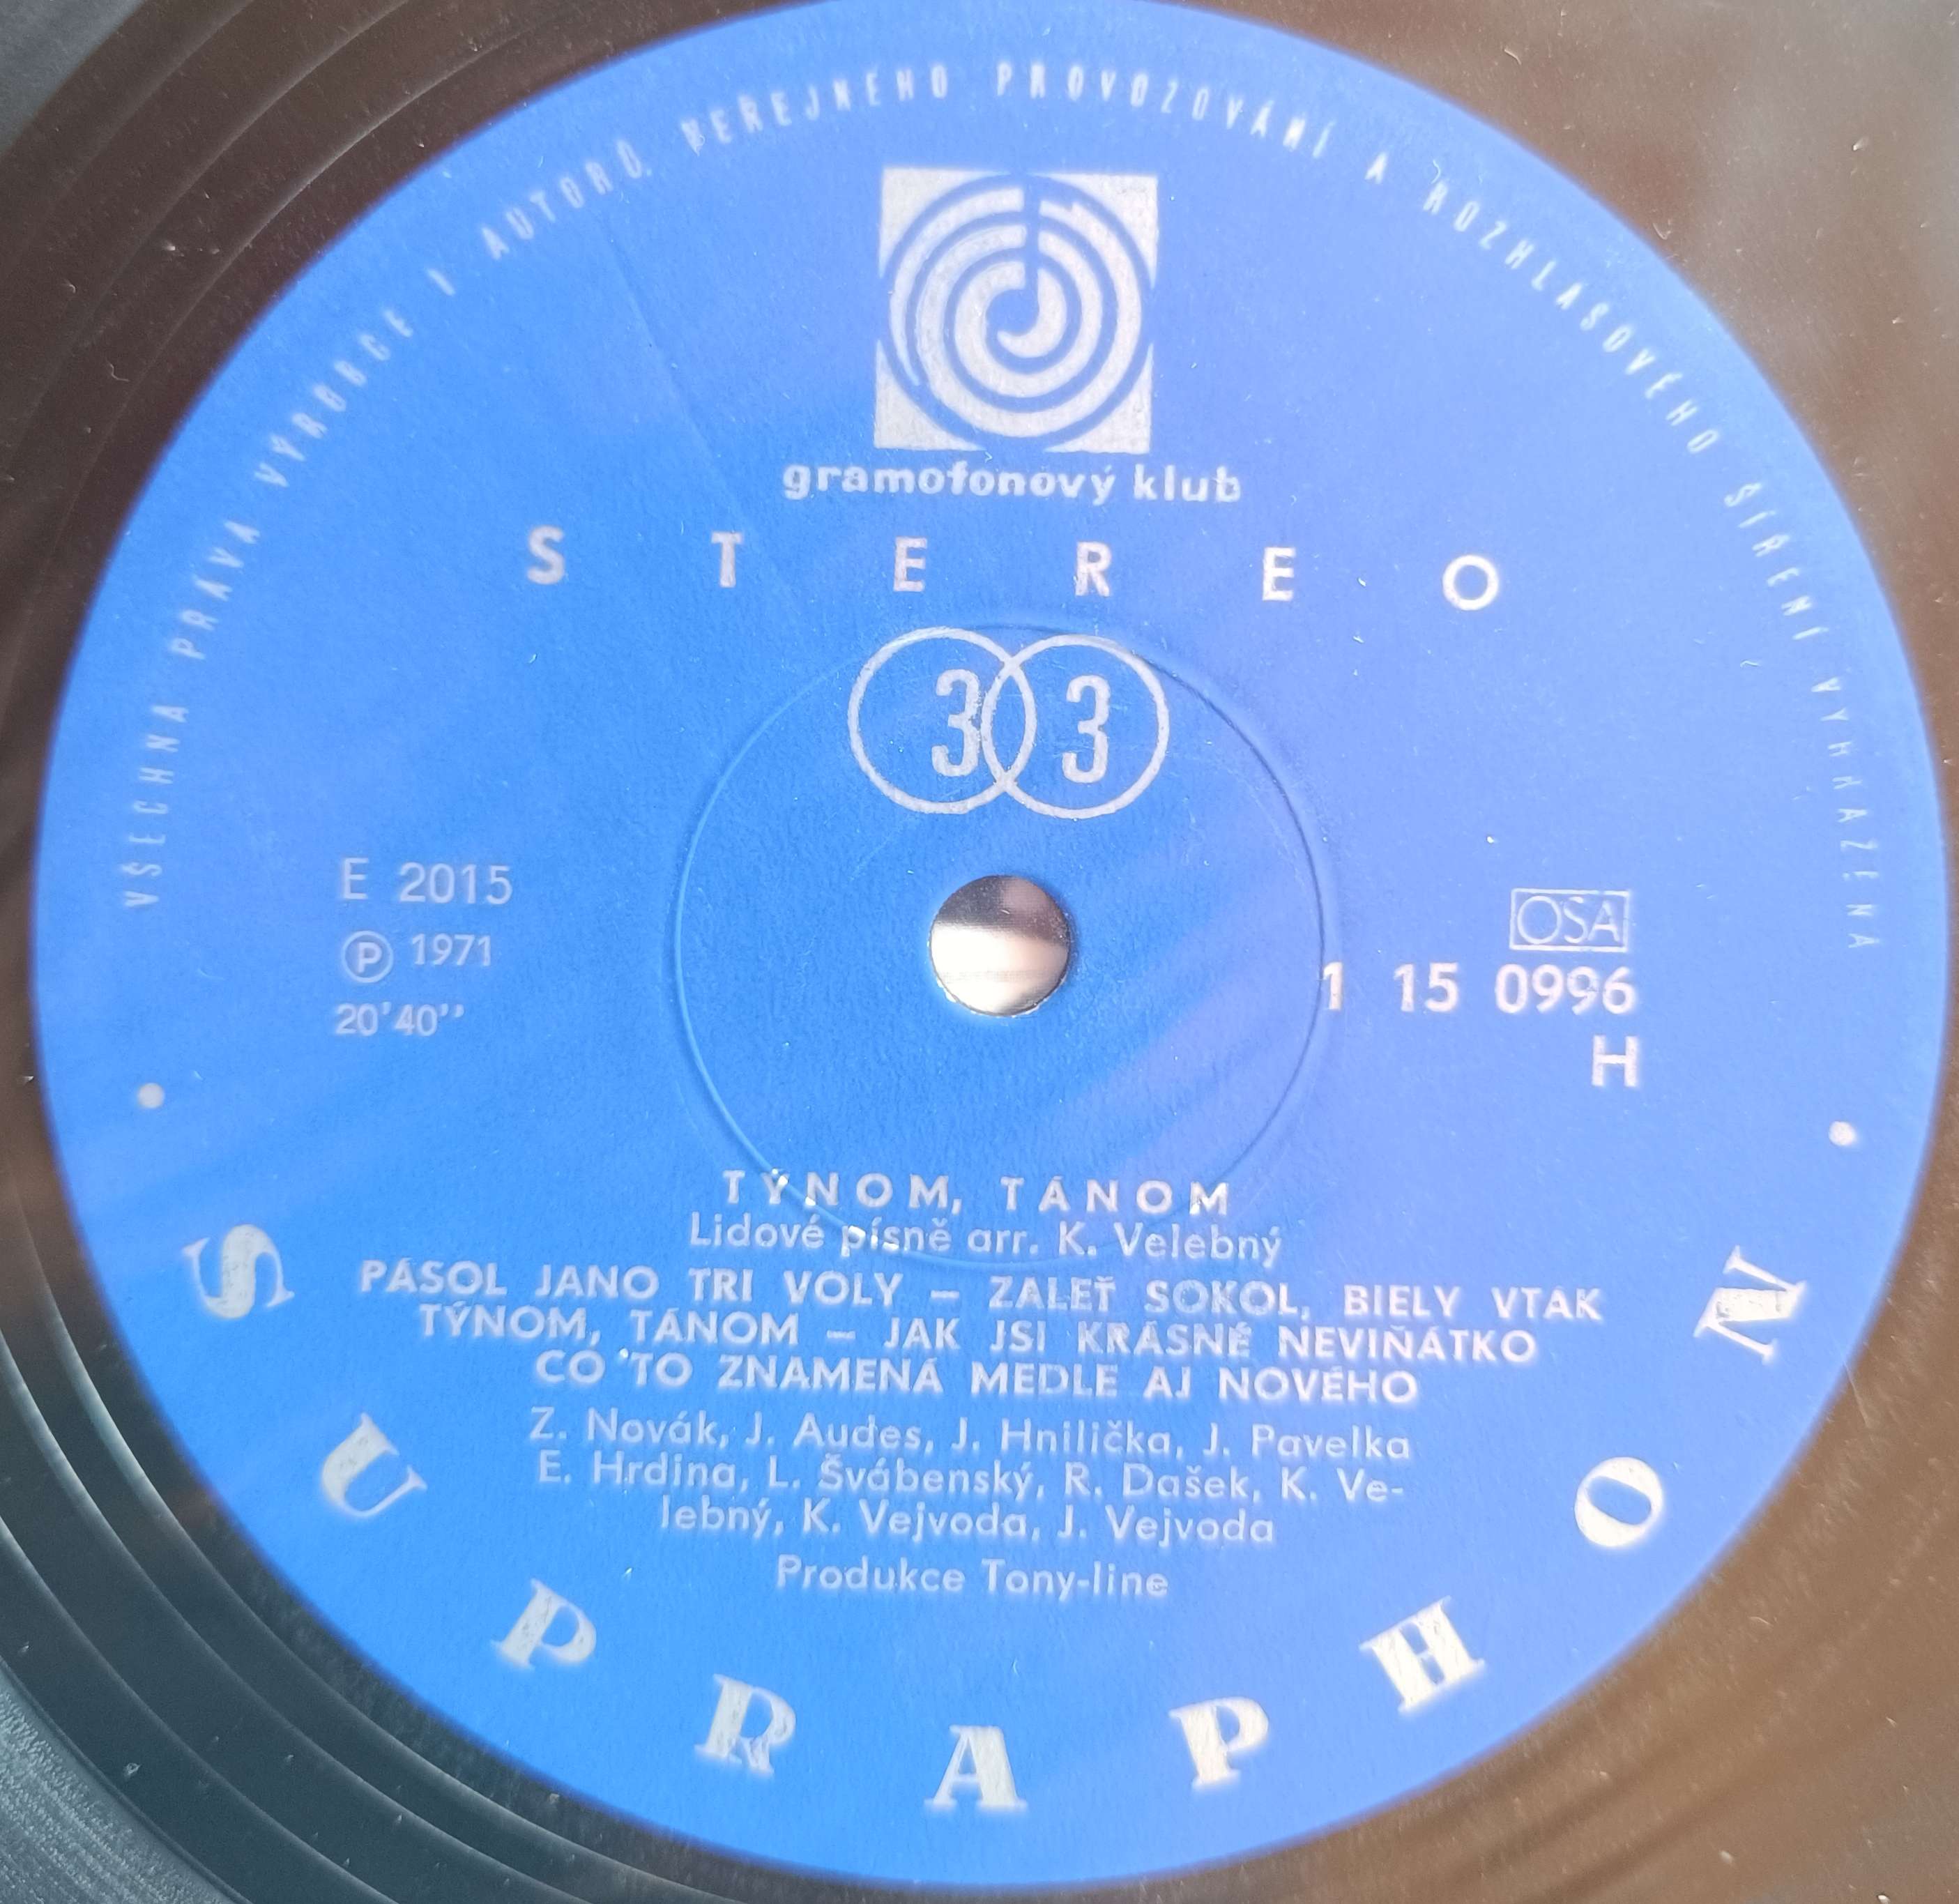 VŠECHNA PRÁVA VÝROBCE I AUTORŮ, VEŘEJNÉHO PROVOZOVÁNÍ A ROZHLASOVÉHO ŠÍŘENÍ VYHRAŽENA
gramofonový klub
STEREO
33
E 2015
Ⓟ 1971
20'40''
OSA
1 15 0996
H
TÝNOM, TÁNOM
Lidové písně arr. K. Velebný
PÁSOL JANO TRI VOLY – ZALEŤ SOKOL, BIELY VTAK
TÝNOM, TÁNOM – JAK JSI KRÁSNÉ NEVIŇÁTKO
CO TO ZNAMENÁ MEDLE AJ NOVÉHO
Z. Novák, J. Audes, J. Hnilička, J. Pavelka
E. Hrdina, L. Švábenský, R. Dašek, K. Ve-
lebný, K. Vejvoda, J. Vejvoda
Produkce Tony-line
SUPRAPHON